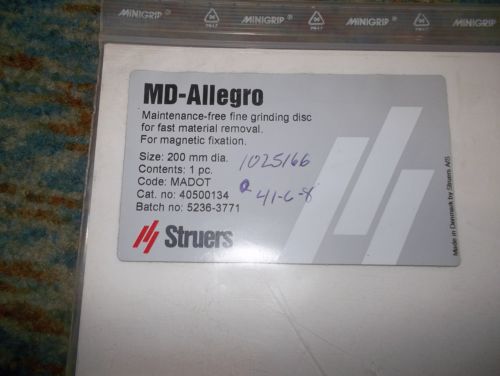 MINIGRIP® MINIGRIP® MINIGRIP®
MD-Allegro
Maintenance-free fine grinding disc
for fast material removal.
For magnetic fixation.
Size: 200 mm dia. 1025166
Contents: 1 pc.
Code: MADOT
Cat. no: 40500134 41-C-8
Batch no: 5236-3771
Struers
Made in Denmark by Struers A/S